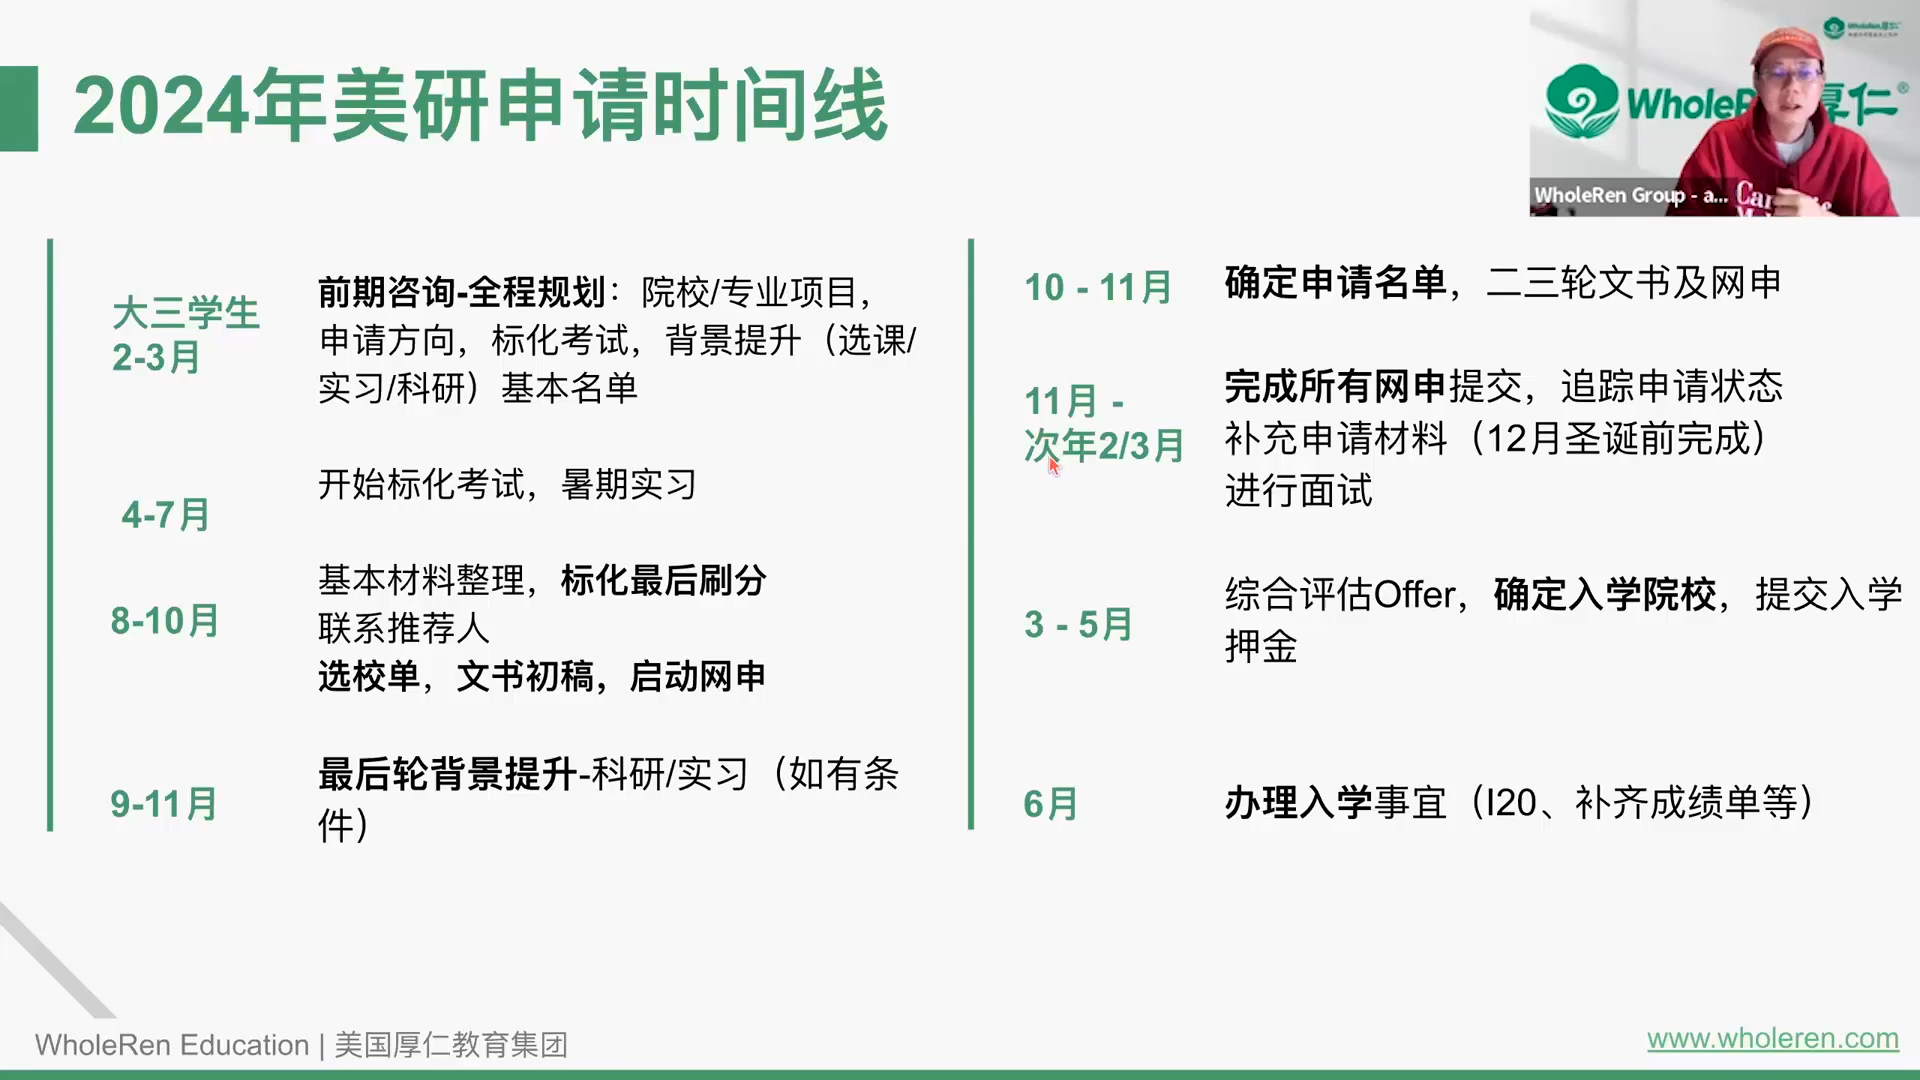 2024年美研申请时间线
WholeRen厚仁®
WholeRen Group - a...
大三学生
2-3月
前期咨询-全程规划：院校/专业项目，
申请方向，标化考试，背景提升（选课/
实习/科研）基本名单
4-7月
开始标化考试，暑期实习
8-10月
基本材料整理，标化最后刷分
联系推荐人
选校单，文书初稿，启动网申
9-11月
最后轮背景提升-科研/实习（如有条
件）
10 - 11月
确定申请名单，二三轮文书及网申
11月 -
次年2/3月
完成所有网申提交，追踪申请状态
补充申请材料（12月圣诞前完成）
进行面试
3 - 5月
综合评估Offer，确定入学院校，提交入学
押金
6月
办理入学事宜（I20、补齐成绩单等）
WholeRen Education | 美国厚仁教育集团
www.wholeren.com